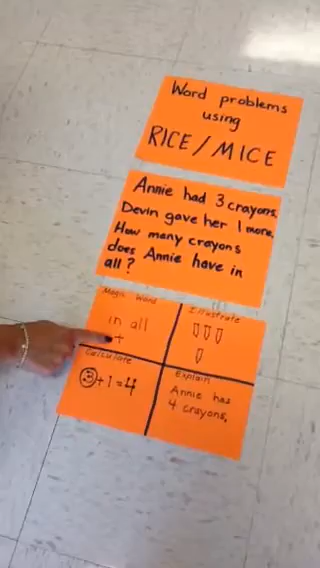 Word problems
using
RICE/MICE
Annie had 3 crayons.
Devin gave her 1 more.
How many crayons
does Annie have in
all?
Magic Word
in all
+
Illustrate
Calculate
3+1=4
Explain
Annie has
4 crayons.